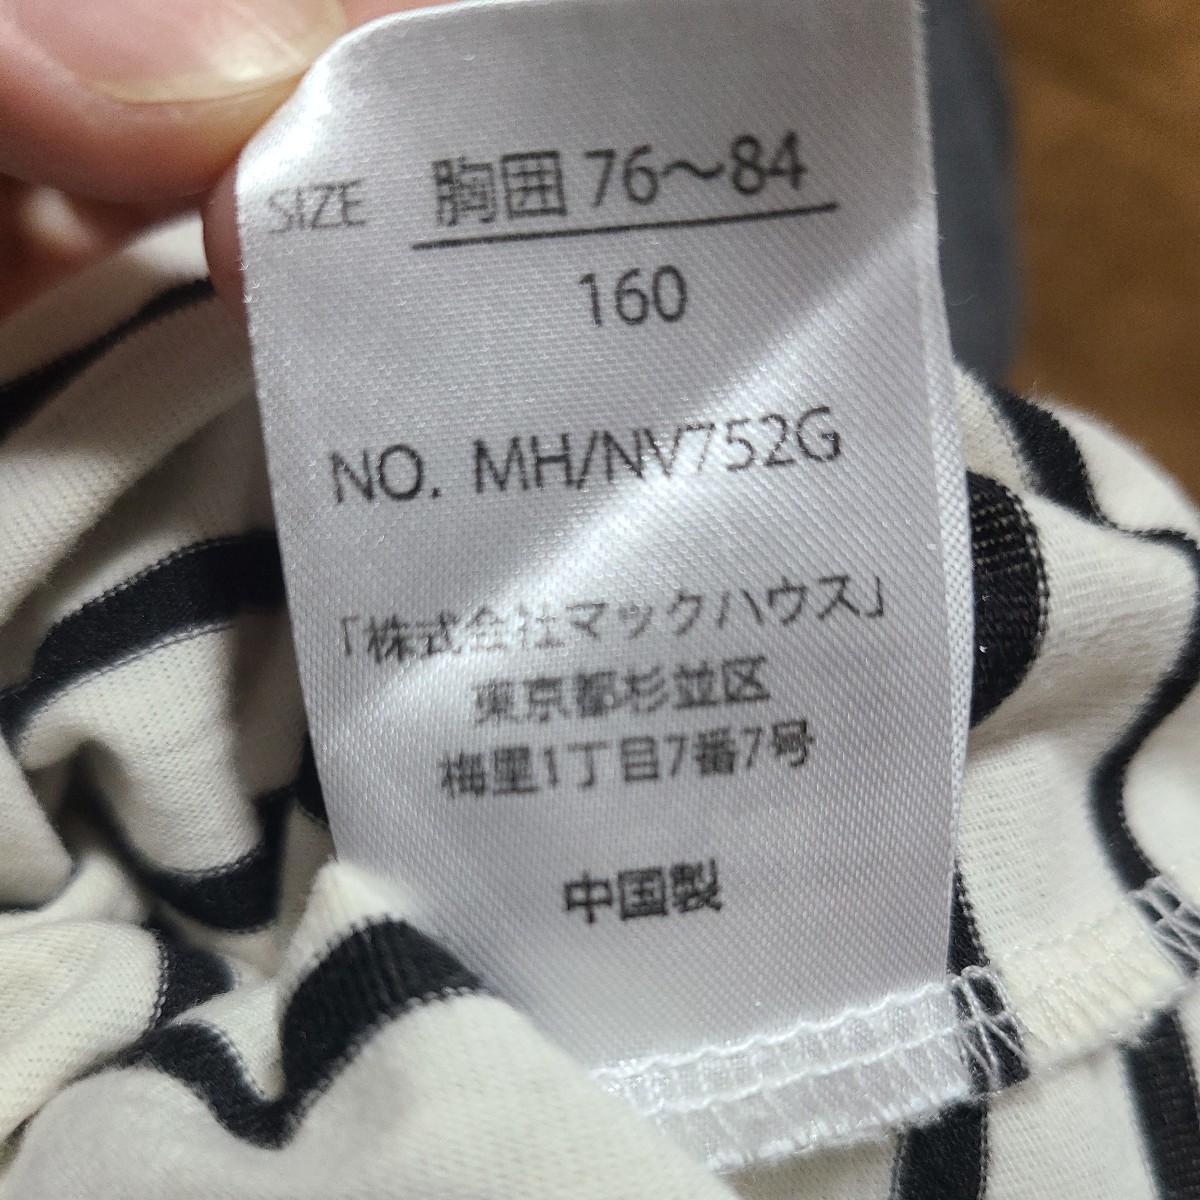 SIZE 胸囲 76～84
160
NO. MH/NV752G
「株式会社マックハウス」
東京都杉並区
梅里1丁目7番7号
中国製